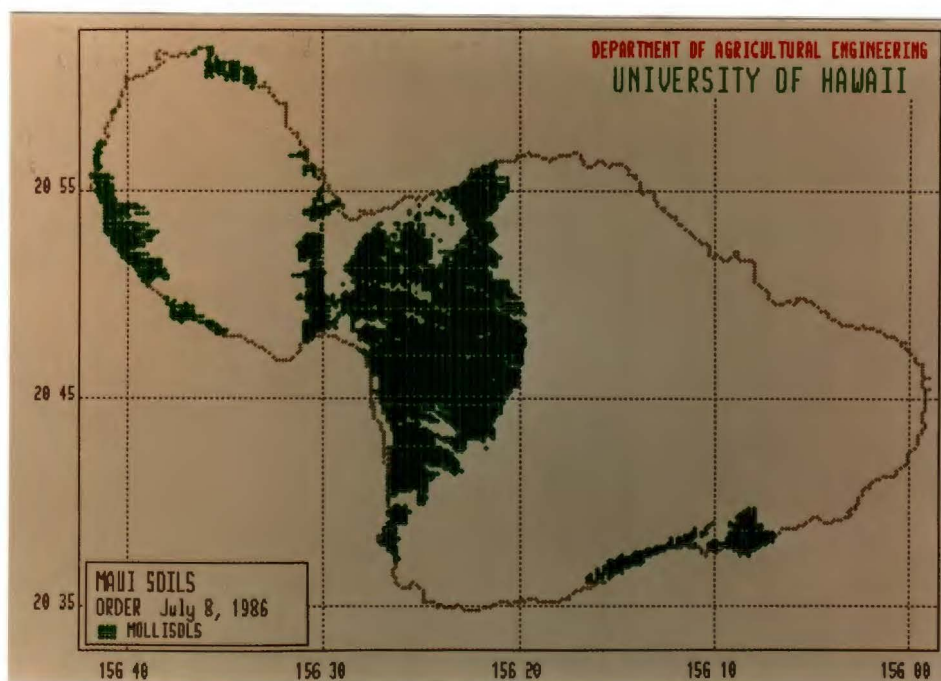 DEPARTMENT OF AGRICULTURAL ENGINEERING
UNIVERSITY OF HAWAII
20 55
20 45
20 35
MAUI SOILS
ORDER July 8, 1986
MOLLISOLS
156 40 156 30 156 20 156 10 156 00